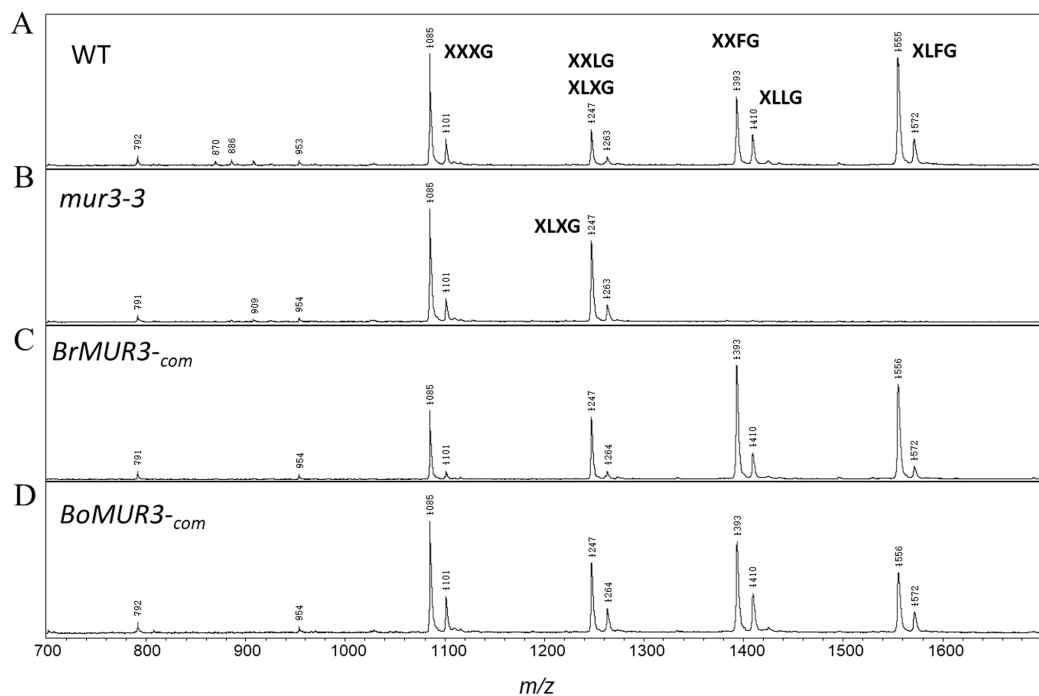 A
WT
792
870
886
953
1085
XXXG
1101
XXLG
XLXG
1247
1263
XXFG
1393
XLLG
1410
1555
XLFG
1572
B
mur3-3
791
909
954
1085
1101
XLXG
1247
1263
C
BrMUR3-com
791
954
1085
1101
1247
1264
1393
1410
1556
1572
D
BoMUR3-com
792
954
1085
1101
1247
1264
1393
1410
1556
1572
700 800 900 1000 1100 1200 1300 1400 1500 1600
m/z